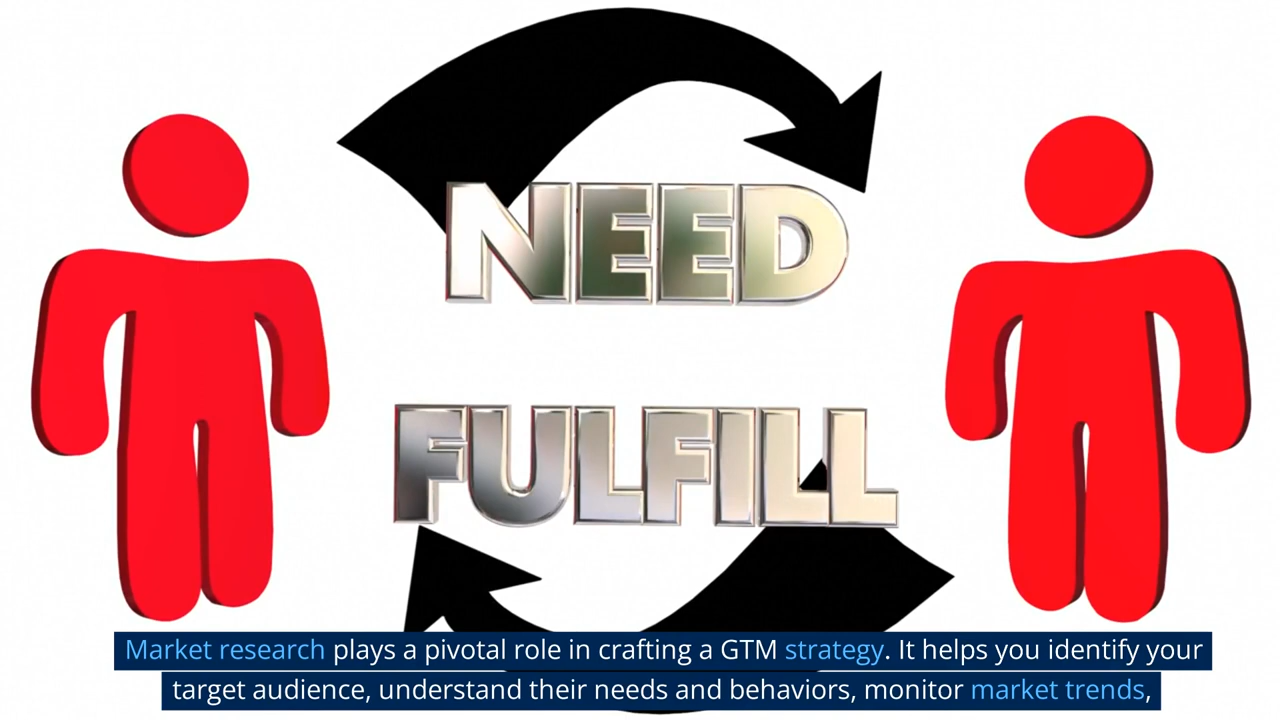 NEED
FULFILL
Market research plays a pivotal role in crafting a GTM strategy. It helps you identify your
target audience, understand their needs and behaviors, monitor market trends,